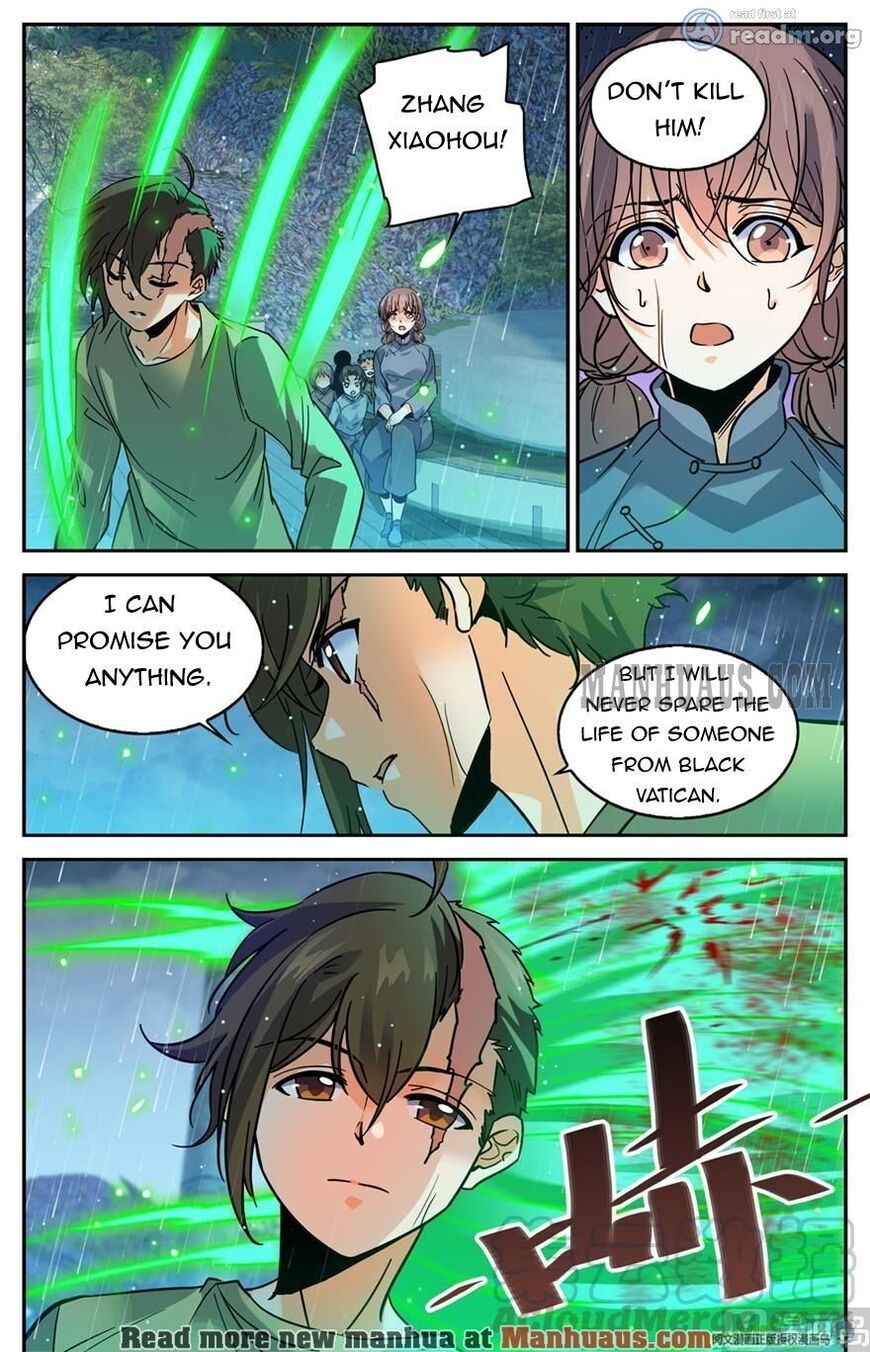 read first at
readm.org
ZHANG
XIAOHOU!
DON'T KILL
HIM!
I CAN
PROMISE YOU
ANYTHING.
MANHUAUS.COM
BUT I WILL
NEVER SPARE THE
LIFE OF SOMEONE
FROM BLACK
VATICAN.
哧
Read more new manhua at Manhuaus.com